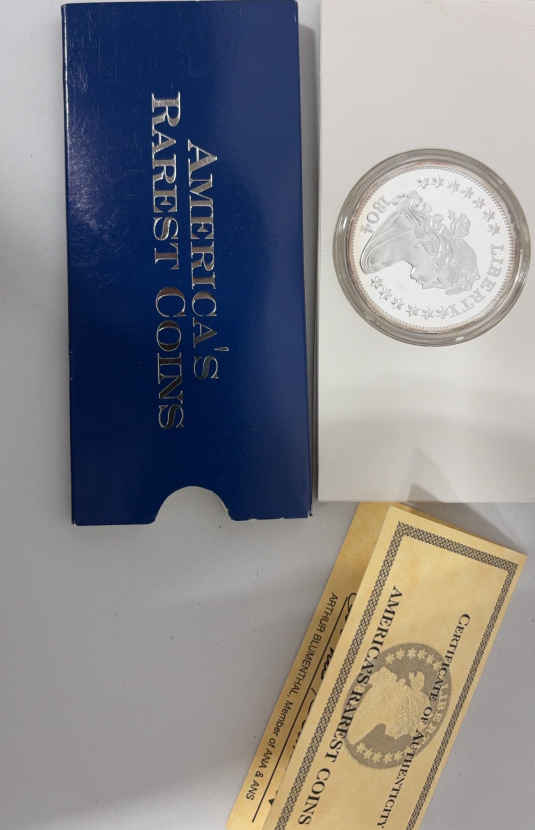 AMERICA'S
RAREST COINS
LIBERTY
1804
CERTIFICATE OF AUTHENTICITY
AMERICA'S RAREST COINS
ARTHUR BLUMENTHAL, Member of ANA & ANS